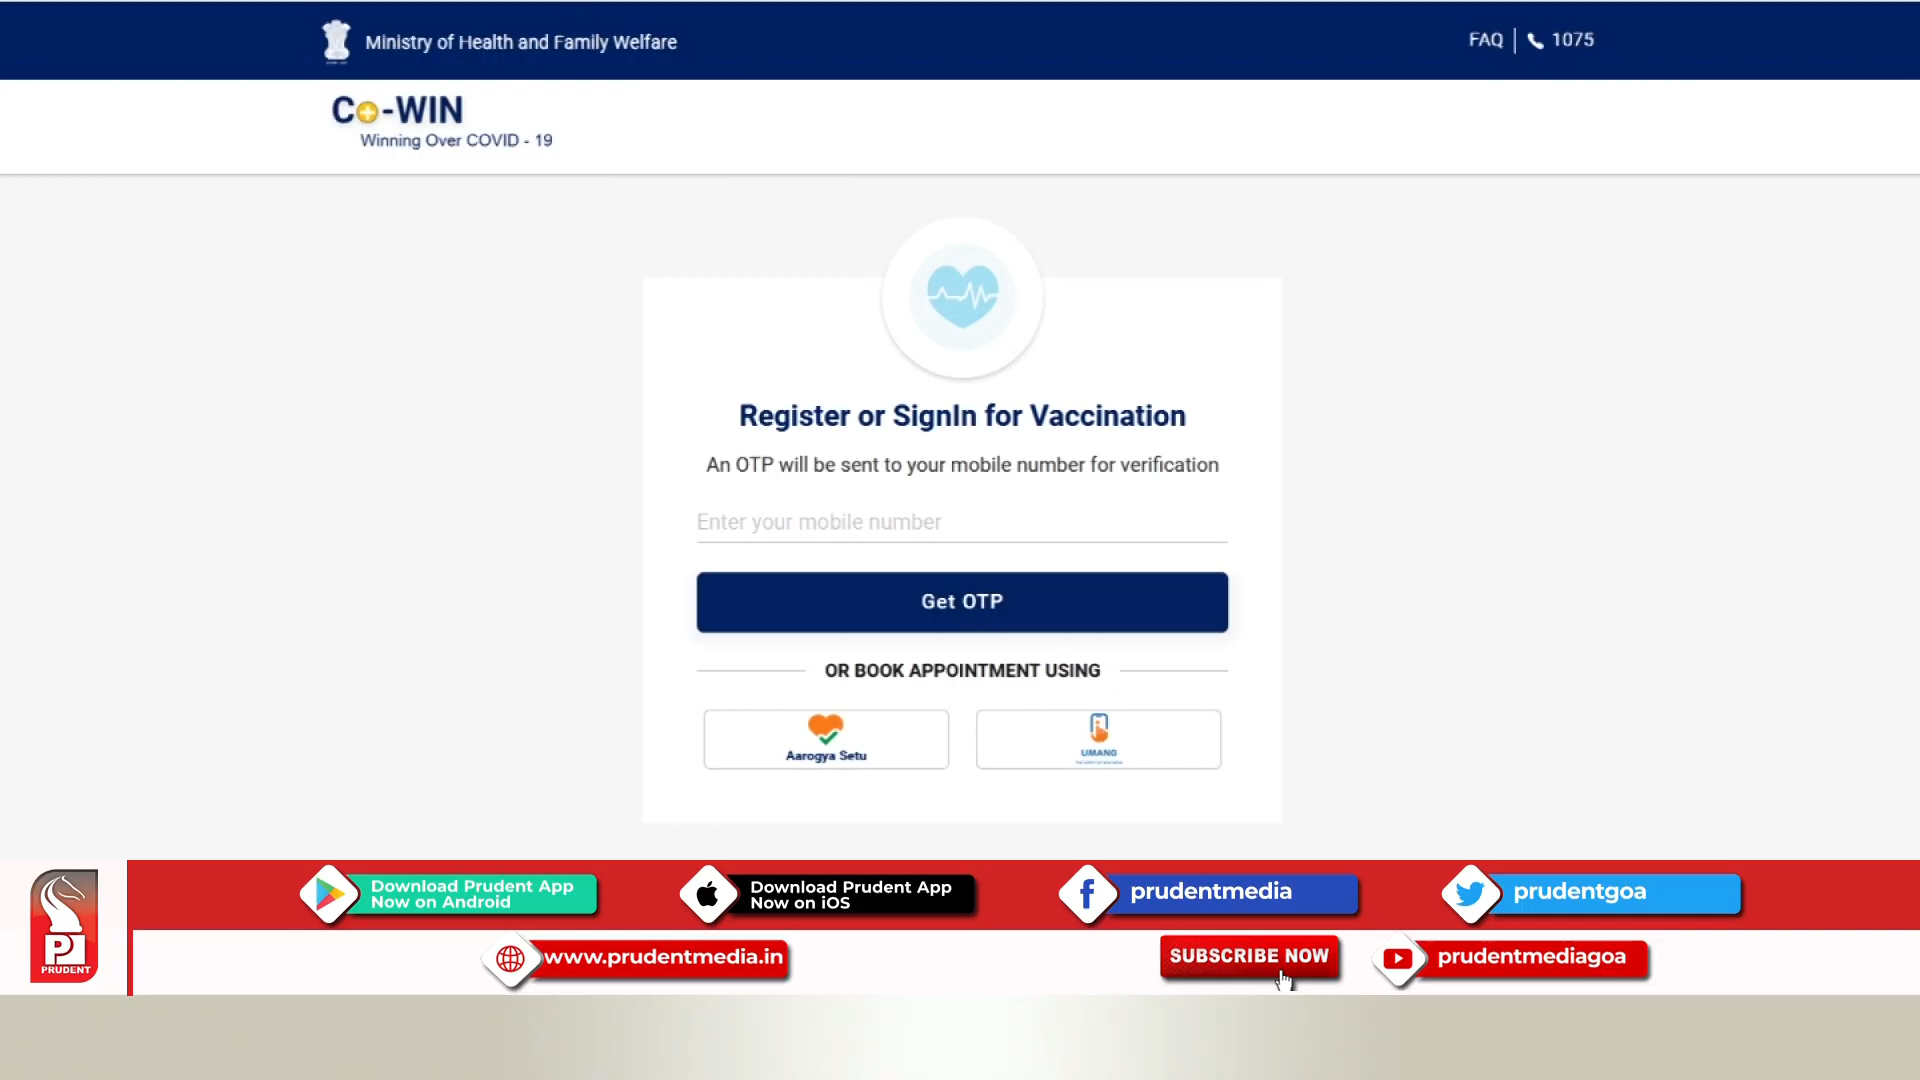 Ministry of Health and Family Welfare
FAQ | 1075
Co-WIN
Winning Over COVID - 19
Register or SignIn for Vaccination
An OTP will be sent to your mobile number for verification
Enter your mobile number
Get OTP
OR BOOK APPOINTMENT USING
Aarogya Setu
UMANG
Download Prudent App
Now on Android
Download Prudent App
Now on iOS
prudentmedia
prudentgoa
PRUDENT
www.prudentmedia.in
SUBSCRIBE NOW
prudentmediagoa